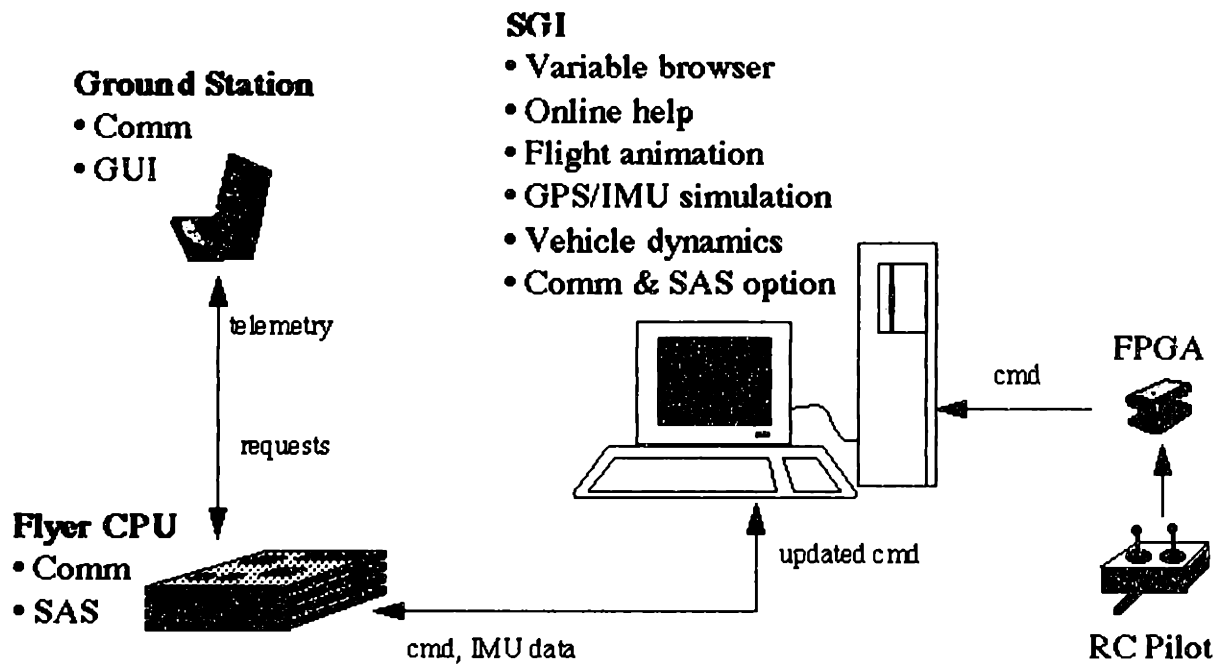 SGI
• Variable browser
• Online help
• Flight animation
• GPS/IMU simulation
• Vehicle dynamics
• Comm & SAS option
Ground Station
• Comm
• GUI
telemetry
requests
Flyer CPU
• Comm
• SAS
cmd, IMU data
updated cmd
cmd
FPGA
RC Pilot